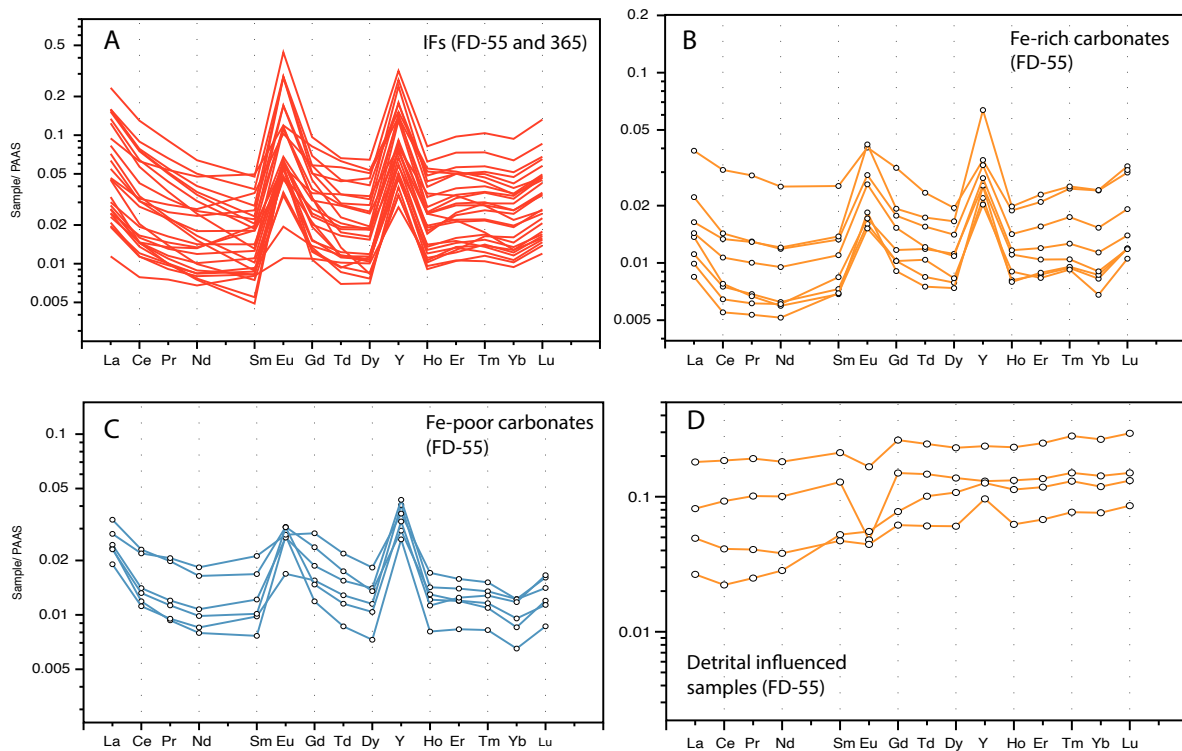 A
IFs (FD-55 and 365)
Sample/ PAAS
0.5
0.1
0.05
0.02
0.01
0.005
La Ce Pr Nd Sm Eu Gd Td Dy Y Ho Er Tm Yb Lu
B
Fe-rich carbonates
(FD-55)
0.2
0.1
0.05
0.02
0.01
0.005
La Ce Pr Nd Sm Eu Gd Td Dy Y Ho Er Tm Yb Lu
C
Fe-poor carbonates
(FD-55)
Sample/ PAAS
0.1
0.05
0.02
0.01
0.005
La Ce Pr Nd Sm Eu Gd Td Dy Y Ho Er Tm Yb Lu
D
0.1
0.01
Detrital influenced
samples (FD-55)
La Ce Pr Nd Sm Eu Gd Td Dy Y Ho Er Tm Yb Lu